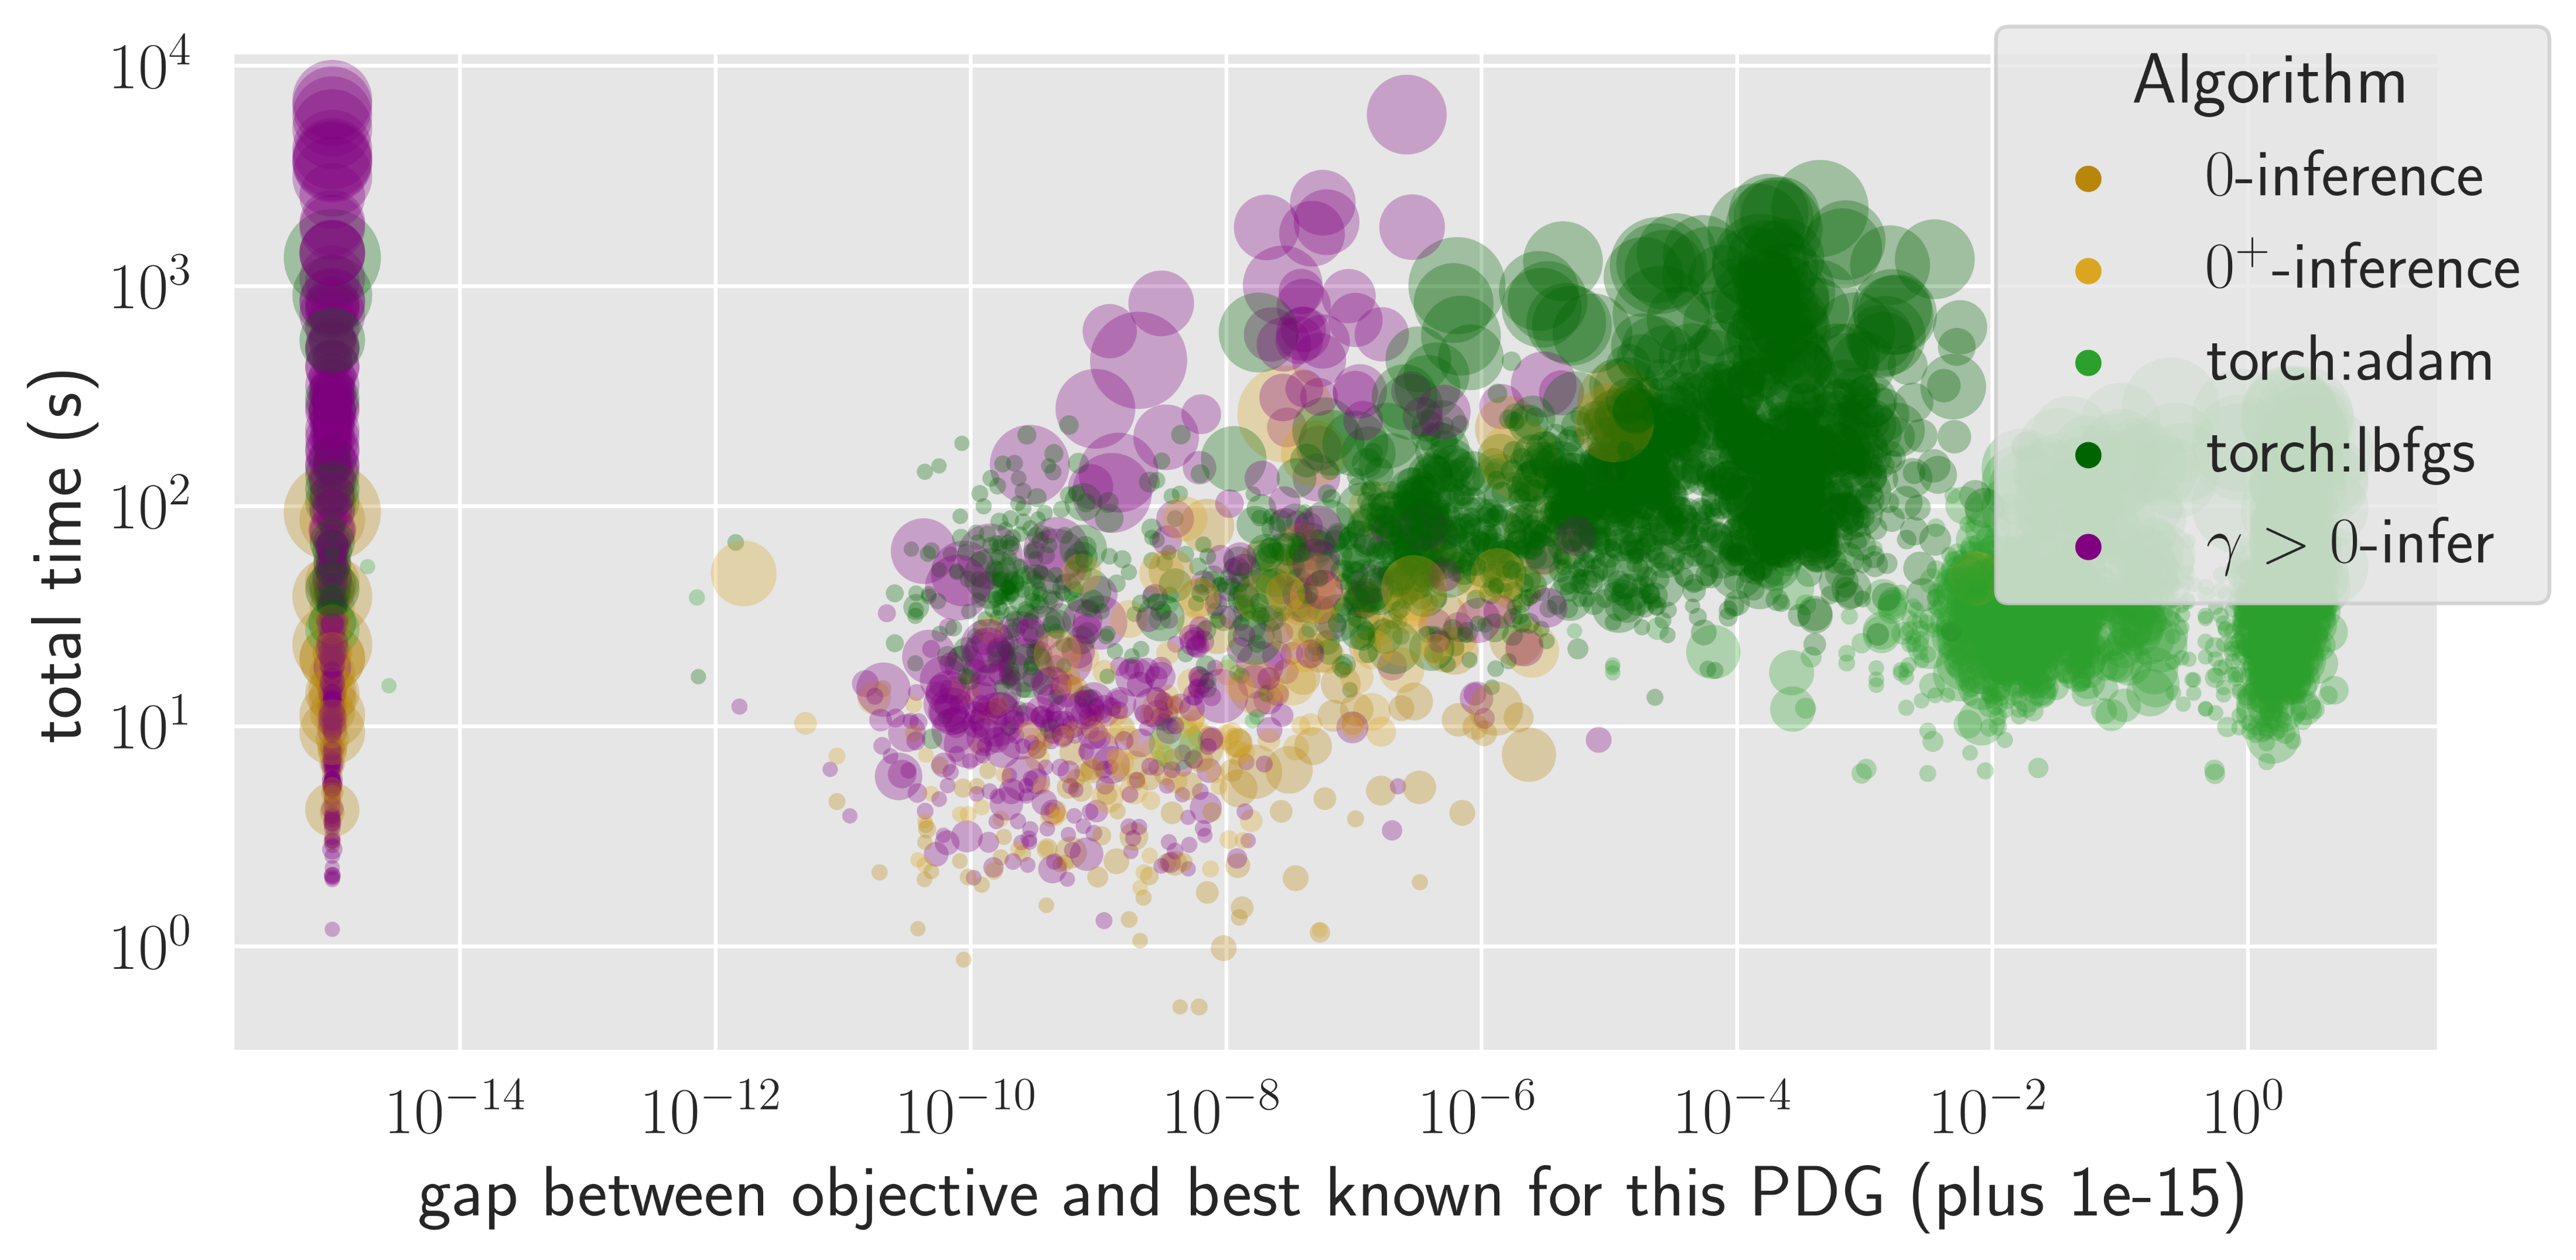 Algorithm
0-inference
0⁺-inference
torch:adam
torch:lbfgs
γ > 0-infer
total time (s)
10⁴
10³
10²
10¹
10⁰
10⁻¹⁴ 10⁻¹² 10⁻¹⁰ 10⁻⁸ 10⁻⁶ 10⁻⁴ 10⁻² 10⁰
gap between objective and best known for this PDG (plus 1e-15)